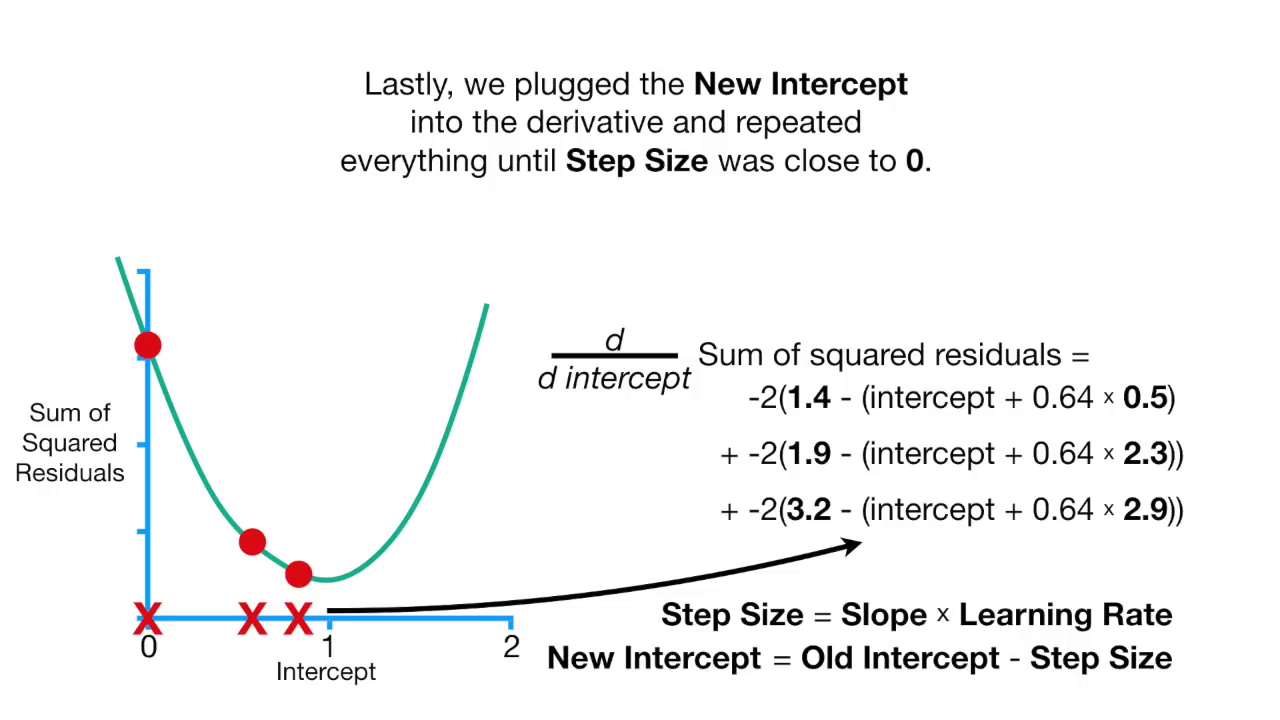 Lastly, we plugged the New Intercept
into the derivative and repeated
everything until Step Size was close to 0.
Sum of
Squared
Residuals
0
1
2
Intercept
d
d intercept
Sum of squared residuals =
-2(1.4 - (intercept + 0.64 x 0.5)
+ -2(1.9 - (intercept + 0.64 x 2.3))
+ -2(3.2 - (intercept + 0.64 x 2.9))
Step Size = Slope x Learning Rate
New Intercept = Old Intercept - Step Size
X X X